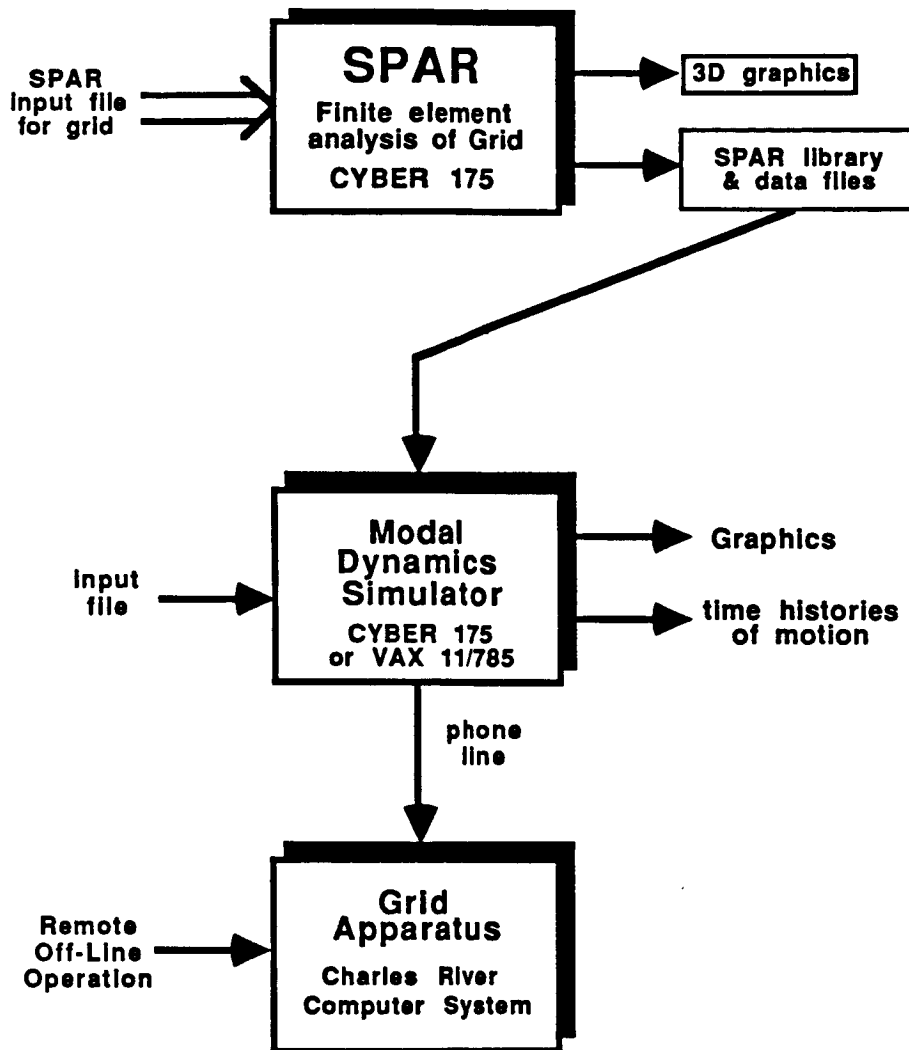 SPAR
input file
for grid
SPAR
Finite element
analysis of Grid
CYBER 175
3D graphics
SPAR library
& data files
input
file
Modal
Dynamics
Simulator
CYBER 175
or VAX 11/785
Graphics
time histories
of motion
phone
line
Remote
Off-Line
Operation
Grid
Apparatus
Charles River
Computer System